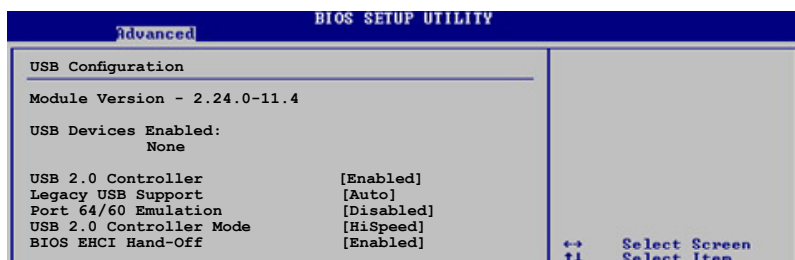 BIOS SETUP UTILITY
Advanced
USB Configuration
Module Version - 2.24.0-11.4
USB Devices Enabled:
None
USB 2.0 Controller [Enabled]
Legacy USB Support [Auto]
Port 64/60 Emulation [Disabled]
USB 2.0 Controller Mode [HiSpeed]
BIOS EHCI Hand-Off [Enabled]
↔ Select Screen
↑↓ Select Item